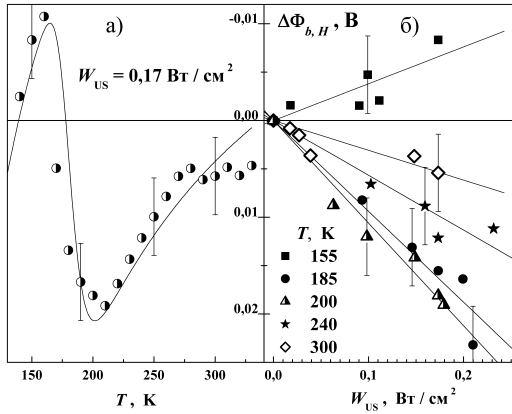 а)
W_US = 0,17 Вт / см²
ΔΦ_b, H , В
б)
-0,01
0,00
0,01
0,02
T, К
155
185
200
240
300
150 200 250 300
0,0 0,1 0,2
T, К
W_US, Вт / см²